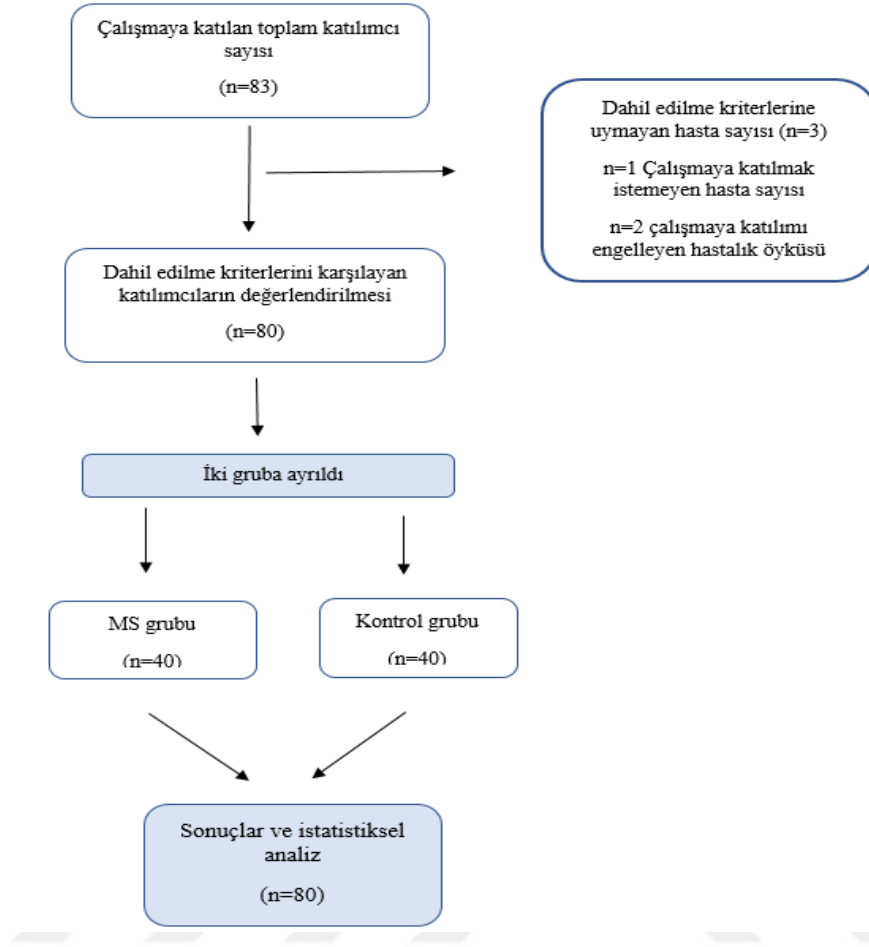 Çalışmaya katılan toplam katılımcı
sayısı
(n=83)
Dahil edilme kriterlerine
uymayan hasta sayısı (n=3)
n=1 Çalışmaya katılmak
istemeyen hasta sayısı
n=2 çalışmaya katılımı
engelleyen hastalık öyküsü
Dahil edilme kriterlerini karşılayan
katılımcıların değerlendirilmesi
(n=80)
İki gruba ayrıldı
MS grubu
(n=40)
Kontrol grubu
(n=40)
Sonuçlar ve istatistiksel
analiz
(n=80)